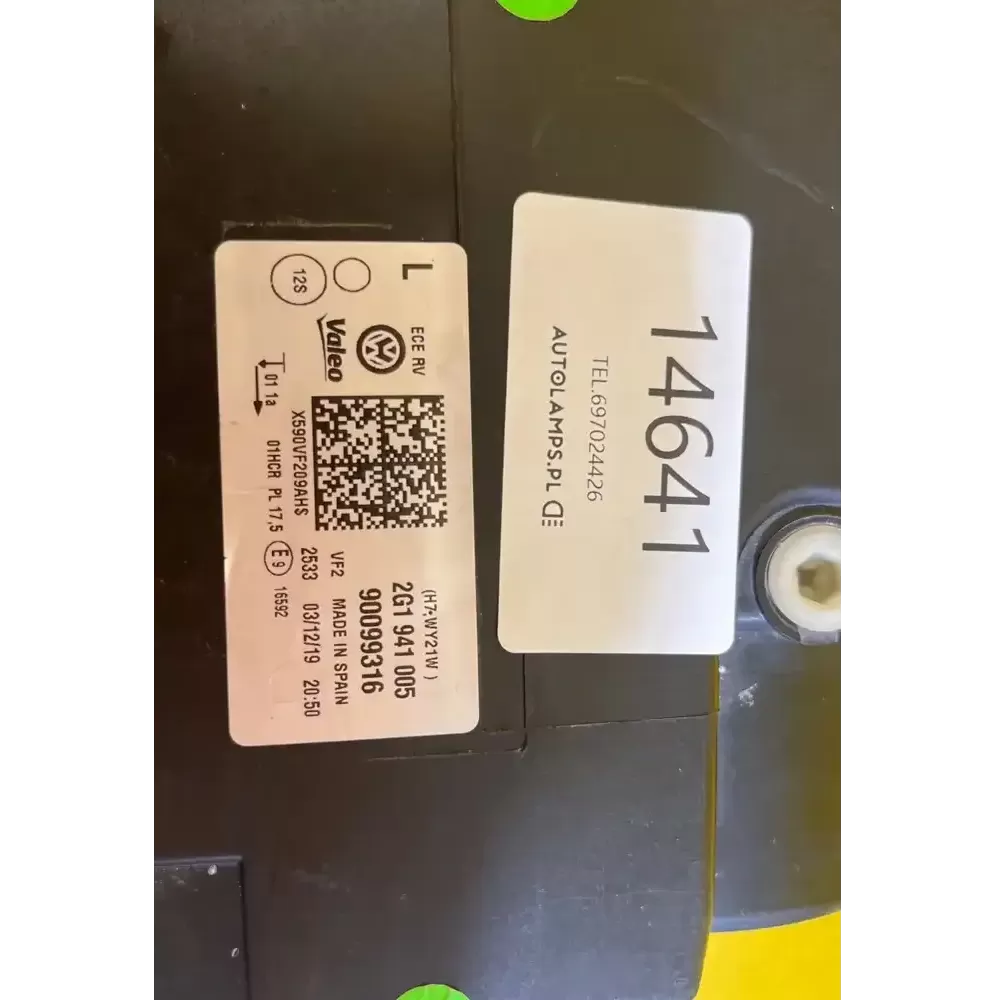 L
ECE RV
(H7;WY21W )
2G1 941 005
90099316
Valeo
VF2 MADE IN SPAIN
12S
X590VF209AHS
2533 03/12/19 20:50
01 1a
01HCR PL 17,5 E9 16592
14641
TEL.697024426
AUTOLAMPS.PL